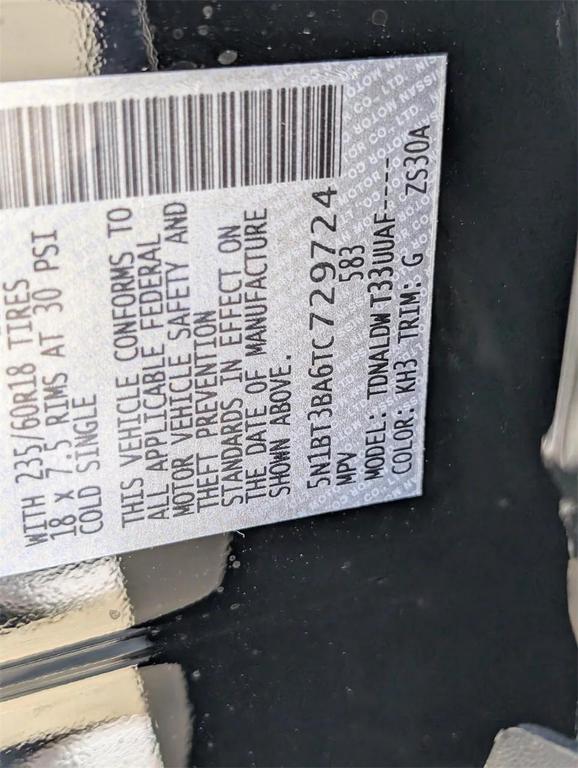 WITH 235/60R18 TIRES
18 X 7.5 RIMS AT 30 PSI
COLD SINGLE
THIS VEHICLE CONFORMS TO
ALL APPLICABLE FEDERAL
MOTOR VEHICLE SAFETY AND
THEFT PREVENTION
STANDARDS IN EFFECT ON
THE DATE OF MANUFACTURE
SHOWN ABOVE.
5N1BT3BA6TC729724
MPV 583
MODEL: TDNALDW T33UUAF-----
COLOR: KH3 TRIM: G ZS30A